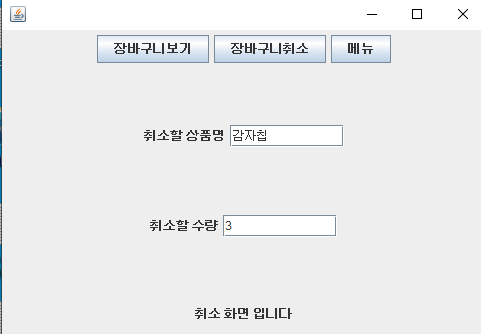 장바구니보기 장바구니취소 메뉴
취소할 상품명 감자칩
취소할 수량 3
취소 화면 입니다